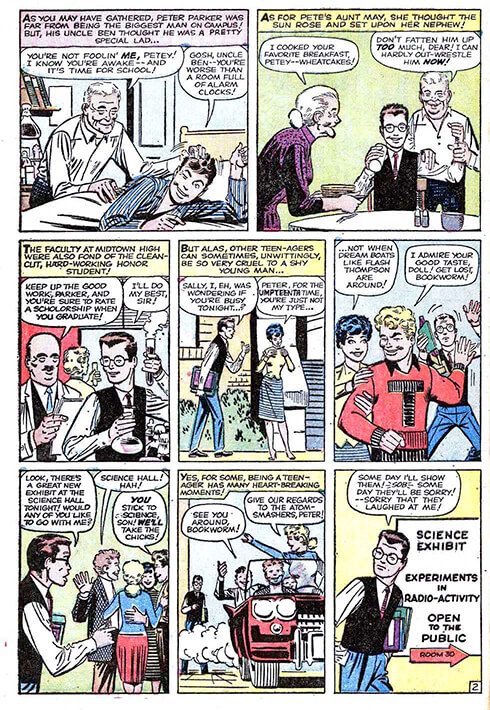 AS YOU MAY HAVE GATHERED, PETER PARKER WAS
FAR FROM BEING THE BIGGEST MAN ON CAMPUS!
BUT, HIS UNCLE BEN THOUGHT HE WAS A PRETTY
SPECIAL LAD...
YOU'RE NOT FOOLIN' ME, PETEY!
I KNOW YOU'RE AWAKE--AND
IT'S TIME FOR SCHOOL!
GOSH, UNCLE
BEN--YOU'RE
WORSE THAN
A ROOM FULL
OF ALARM
CLOCKS!
AS FOR PETE'S AUNT MAY, SHE THOUGHT THE
SUN ROSE AND SET UPON HER NEPHEW!
I COOKED YOUR
FAVORITE BREAKFAST,
PETEY--WHEATCAKES!
DON'T FATTEN HIM UP
TOO MUCH, DEAR! I CAN
HARDLY OUT-WRESTLE
HIM NOW!
THE FACULTY AT MIDTOWN HIGH
WERE ALSO FOND OF THE CLEAN-
CUT, HARD-WORKING HONOR
STUDENT!
KEEP UP THE GOOD
WORK, PARKER, AND
YOU'RE SURE TO RATE
A SCHOLORSHIP WHEN
YOU GRADUATE!
I'LL DO
MY BEST,
SIR!
BUT ALAS, OTHER TEEN-AGERS
CAN SOMETIMES, UNWITTINGLY,
BE SO VERY CRUEL TO A SHY
YOUNG MAN...
SALLY, I, EH, WAS
WONDERING IF
YOU'RE BUSY
TONIGHT...?
PETER, FOR THE
UMPTEENTH TIME,
YOU'RE JUST NOT
MY TYPE...
...NOT WHEN
DREAM BOATS
LIKE FLASH
THOMPSON
ARE
AROUND!
I ADMIRE YOUR
GOOD TASTE,
DOLL! GET LOST,
BOOKWORM!
T
LOOK, THERE'S
A GREAT NEW
EXHIBIT AT THE
SCIENCE HALL
TONIGHT! WOULD
ANY OF YOU LIKE
TO GO WITH ME?
SCIENCE HALL!
HAH!
YOU
STICK TO
SCIENCE,
SON! WE'LL
TAKE THE
CHICKS!
YES, FOR SOME, BEING A TEEN-
AGER HAS MANY HEART-BREAKING
MOMENTS!
SEE YOU
AROUND,
BOOKWORM!
GIVE OUR REGARDS
TO THE ATOM-
SMASHERS, PETER!
SOME DAY I'LL SHOW
THEM! :SOB: SOME
DAY THEY'LL BE SORRY!
--SORRY THAT THEY
LAUGHED AT ME!
SCIENCE
EXHIBIT
EXPERIMENTS
IN
RADIO-ACTIVITY
OPEN
TO THE
PUBLIC
ROOM 30
2